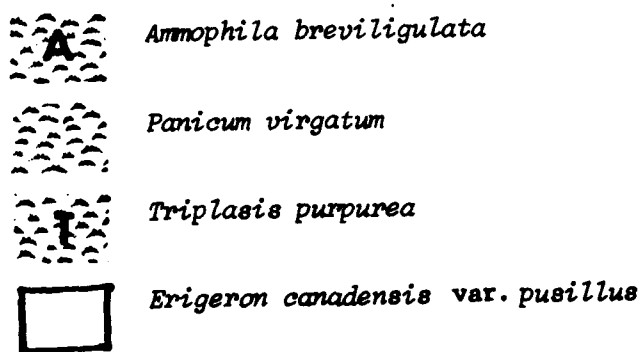 A Ammophila breviligulata
Panicum virgatum
T Triplasis purpurea
Erigeron canadensis var. pusillus